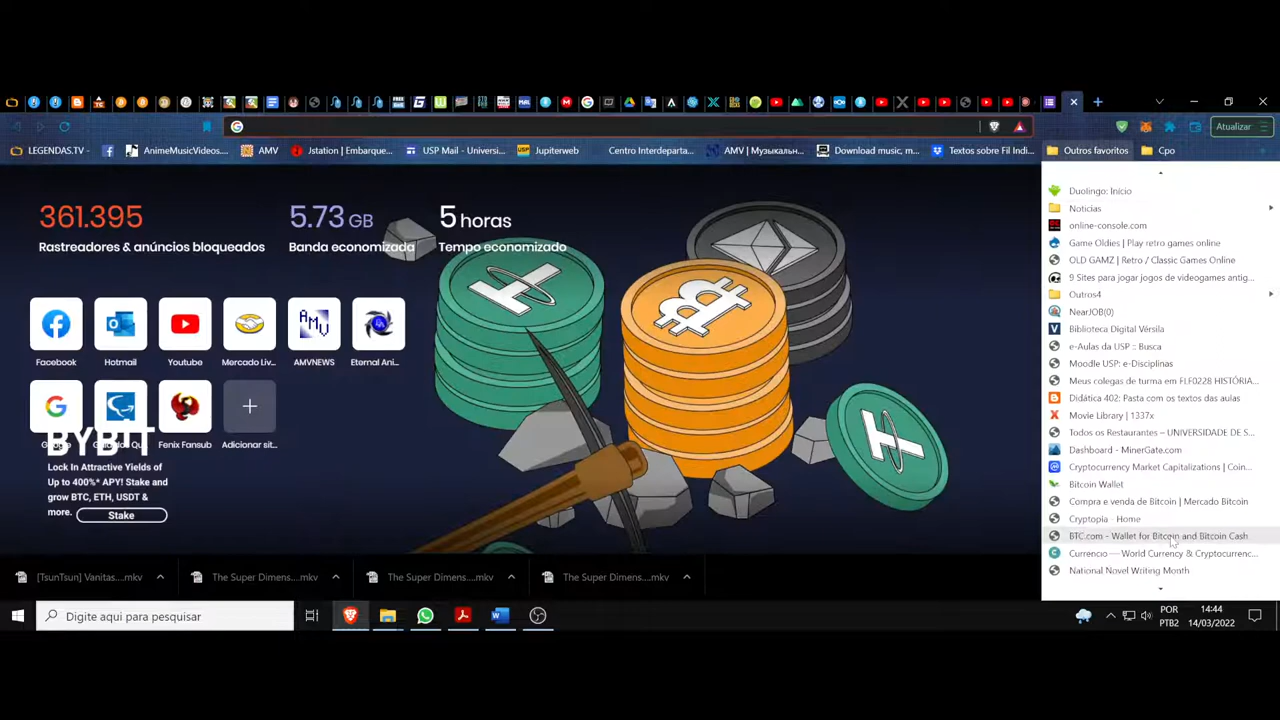 Atualizar
LEGENDAS.TV -
AnimeMusicVideos....
AMV
Jstation | Embarque...
USP Mail - Universi...
Jupiterweb
Centro Interdeparta...
AMV | Музыкальн...
Download music, m...
Textos sobre Fil Indi...
Outros favoritos
Cpo
361.395
Rastreadores & anúncios bloqueados
5.73 GB
Banda economizada
5 horas
Tempo economizado
Facebook
Hotmail
Youtube
Mercado Liv...
AMVNEWS
Eternal Ani...
Fenix Fansub
Adicionar sit...
BYBIT
Lock In Attractive Yields of
Up to 400%* APY! Stake and
grow BTC, ETH, USDT &
more.
Stake
Duolingo: Início
Noticias
online-console.com
Game Oldies | Play retro games online
OLD GAMZ | Retro / Classic Games Online
9 Sites para jogar jogos de videogames antig...
Outros4
NearJOB(0)
Biblioteca Digital Vérsila
e-Aulas da USP :: Busca
Moodle USP: e-Disciplinas
Meus colegas de turma em FLF0228 HISTÓRIA...
Didática 402: Pasta com os textos das aulas
Movie Library | 1337x
Todos os Restaurantes – UNIVERSIDADE DE S...
Dashboard - MinerGate.com
Cryptocurrency Market Capitalizations | Coin...
Bitcoin Wallet
Compra e venda de Bitcoin | Mercado Bitcoin
Cryptopia - Home
BTC.com - Wallet for Bitcoin and Bitcoin Cash
Currencio — World Currency & Cryptocurrenc...
National Novel Writing Month
[TsunTsun] Vanitas....mkv
The Super Dimens....mkv
The Super Dimens....mkv
The Super Dimens....mkv
Digite aqui para pesquisar
POR
PTB2
14:44
14/03/2022